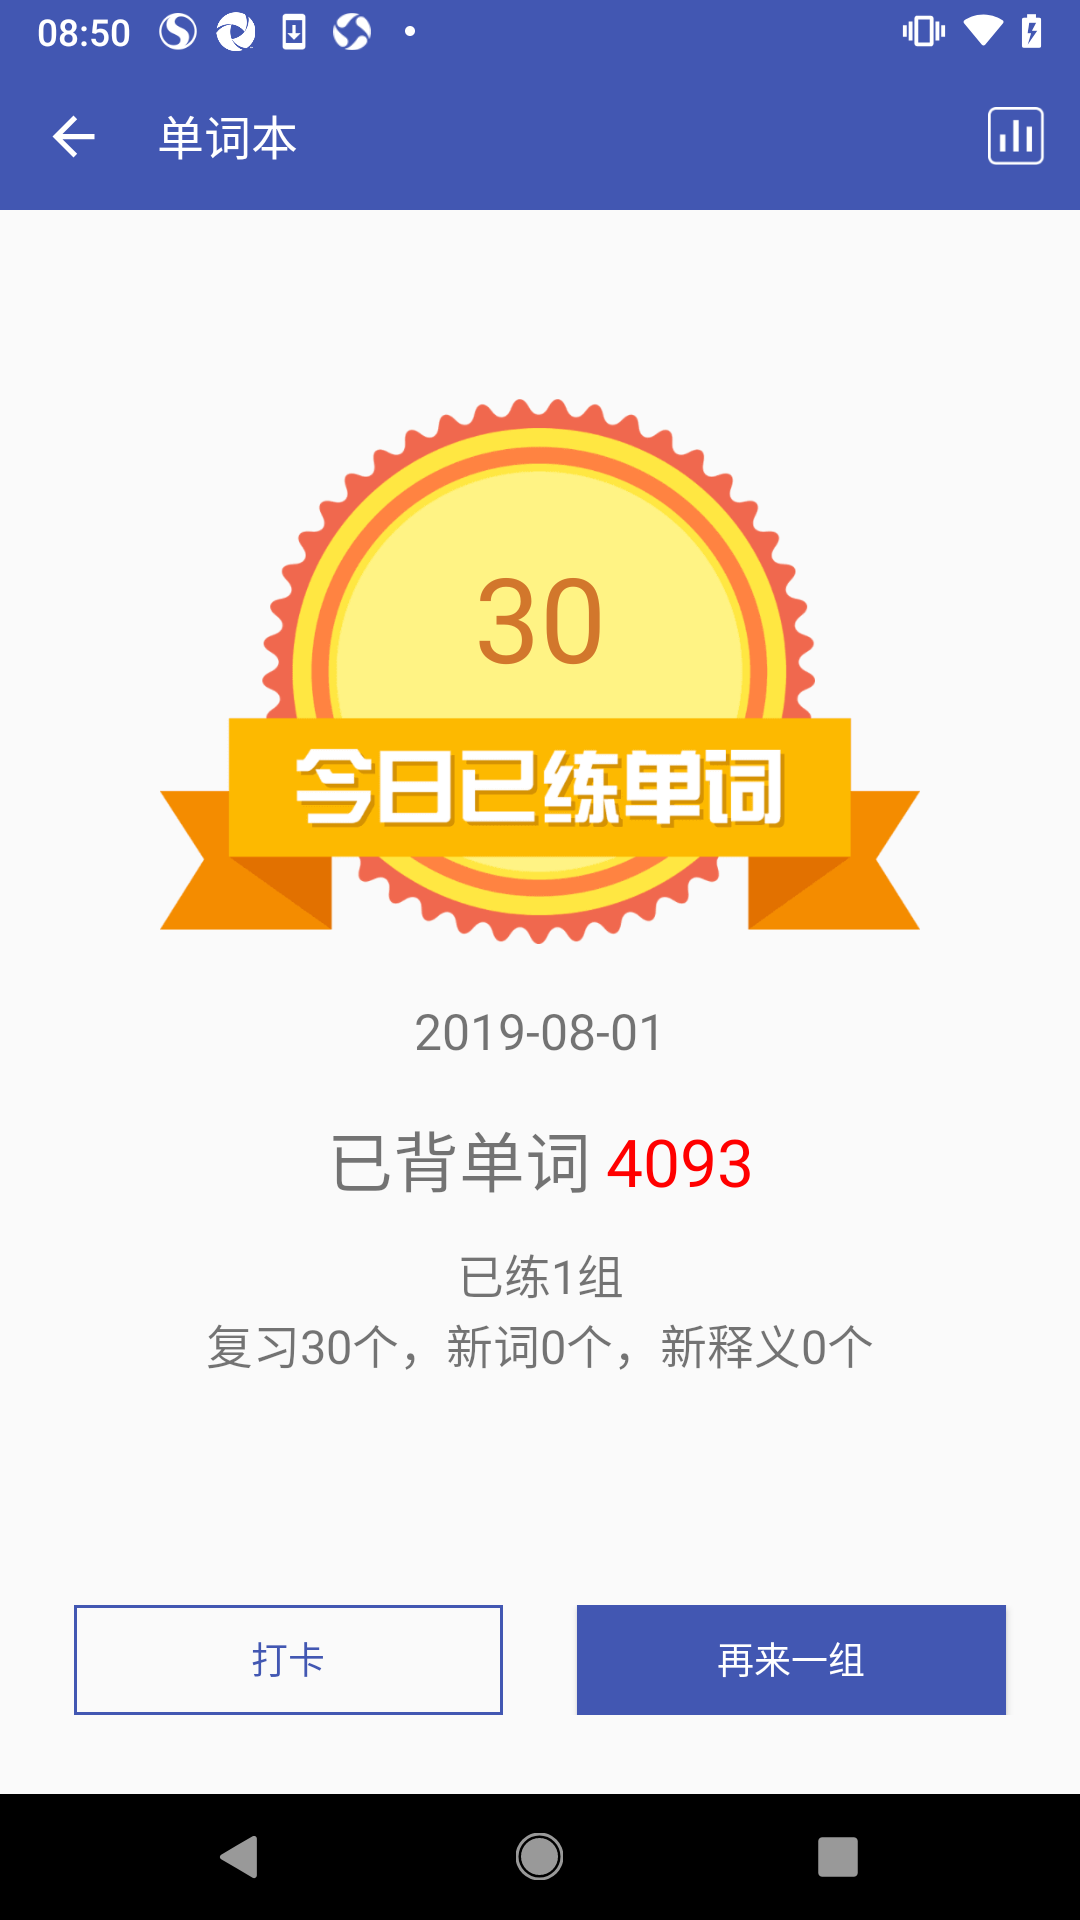 08:50
单词本
30
今日已练单词
2019-08-01
已背单词 4093
已练1组
复习30个，新词0个，新释义0个
打卡
再来一组